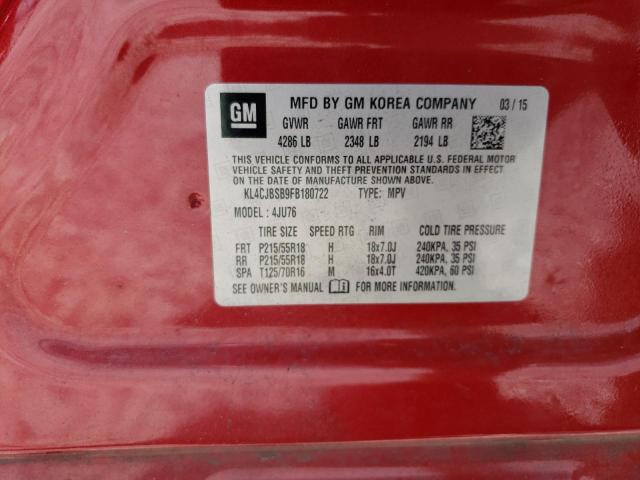 GM MFD BY GM KOREA COMPANY 03 / 15
GVWR GAWR FRT GAWR RR
4286 LB 2348 LB 2194 LB
THIS VEHICLE CONFORMS TO ALL APPLICABLE U.S. FEDERAL MOTOR
VEHICLE SAFETY AND THEFT PREVENTION STANDARDS IN EFFECT
ON THE DATE OF MANUFACTURE SHOWN ABOVE.
KL4CJBSB9FB180722 TYPE: MPV
MODEL : 4JU76
TIRE SIZE SPEED RTG RIM COLD TIRE PRESSURE
FRT P215/55R18 H 18x7.0J 240KPA, 35 PSI
RR P215/55R18 H 18x7.0J 240KPA, 35 PSI
SPA T125/70R16 M 16x4.0T 420KPA, 60 PSI
SEE OWNER'S MANUAL FOR MORE INFORMATION.